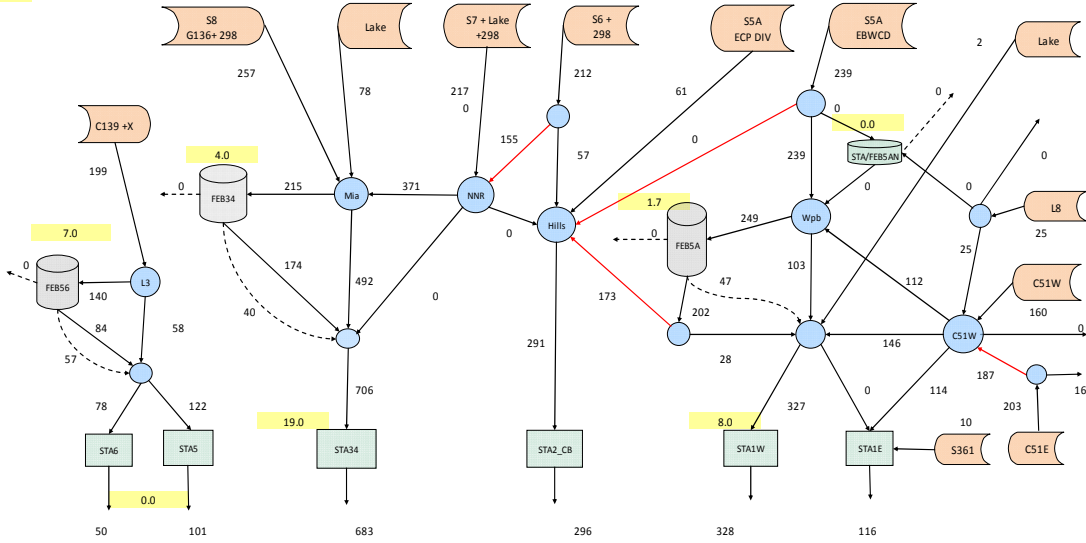 S8
G136+ 298
Lake
S7 + Lake
+298
S6 +
298
S5A
ECP DIV
S5A
EBWCD
2
Lake
257
78
217
0
212
61
239
0
0
C139 +X
155
0
0.0
199
4.0
57
239
STA/FEB5AN
0
0
215
371
0
0
FEB34
Mia
NNR
1.7
L8
7.0
0
Hills
249
Wpb
25
0
FEB5A
25
0
174
103
L3
492
47
112
C51W
FEB56
140
0
173
40
202
160
84
58
0
C51W
57
291
28
146
187
706
114
16
78
122
327
0
203
19.0
8.0
10
STA6
STA5
STA34
STA2_CB
STA1W
STA1E
S361
C51E
0.0
50
101
683
296
328
116